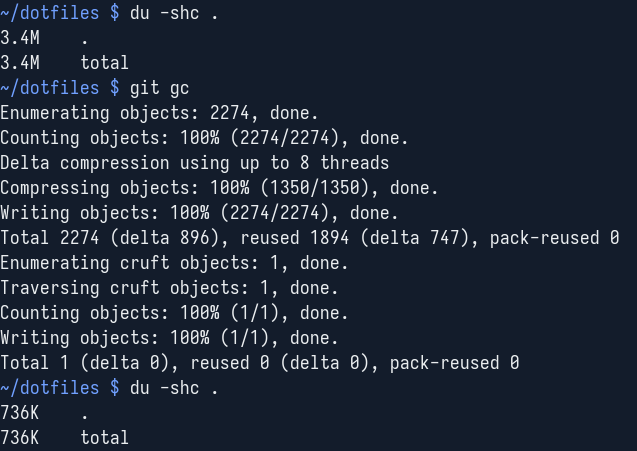 ~/dotfiles $ du -shc .
3.4M    .
3.4M    total
~/dotfiles $ git gc
Enumerating objects: 2274, done.
Counting objects: 100% (2274/2274), done.
Delta compression using up to 8 threads
Compressing objects: 100% (1350/1350), done.
Writing objects: 100% (2274/2274), done.
Total 2274 (delta 896), reused 1894 (delta 747), pack-reused 0
Enumerating cruft objects: 1, done.
Traversing cruft objects: 1, done.
Counting objects: 100% (1/1), done.
Writing objects: 100% (1/1), done.
Total 1 (delta 0), reused 0 (delta 0), pack-reused 0
~/dotfiles $ du -shc .
736K    .
736K    total